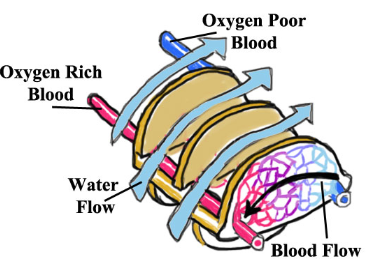 Oxygen Poor
Blood
Oxygen Rich
Blood
Water
Flow
Blood Flow